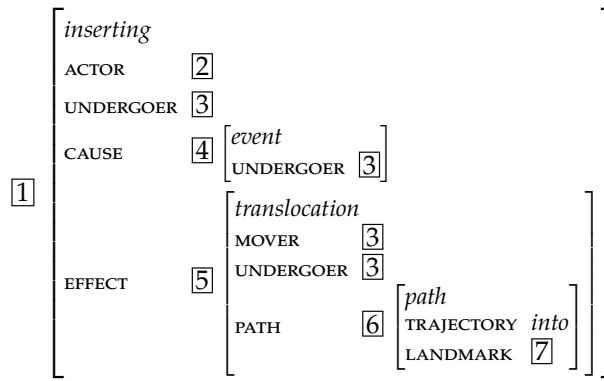 inserting
ACTOR 2
UNDERGOER 3
CAUSE 4 event
UNDERGOER 3
1
EFFECT 5 translocation
MOVER 3
UNDERGOER 3
PATH 6 path
TRAJECTORY into
LANDMARK 7